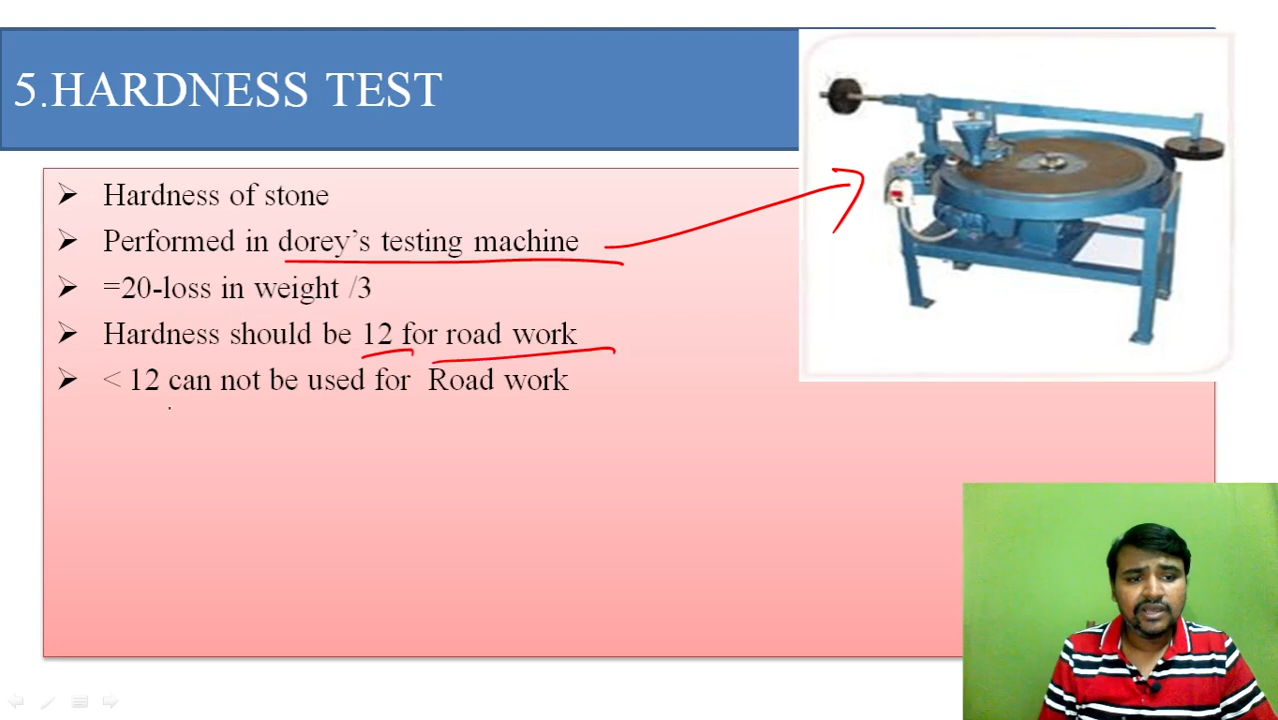 5.HARDNESS TEST
Hardness of stone
Performed in dorey's testing machine
=20-loss in weight /3
Hardness should be 12 for road work
< 12 can not be used for Road work